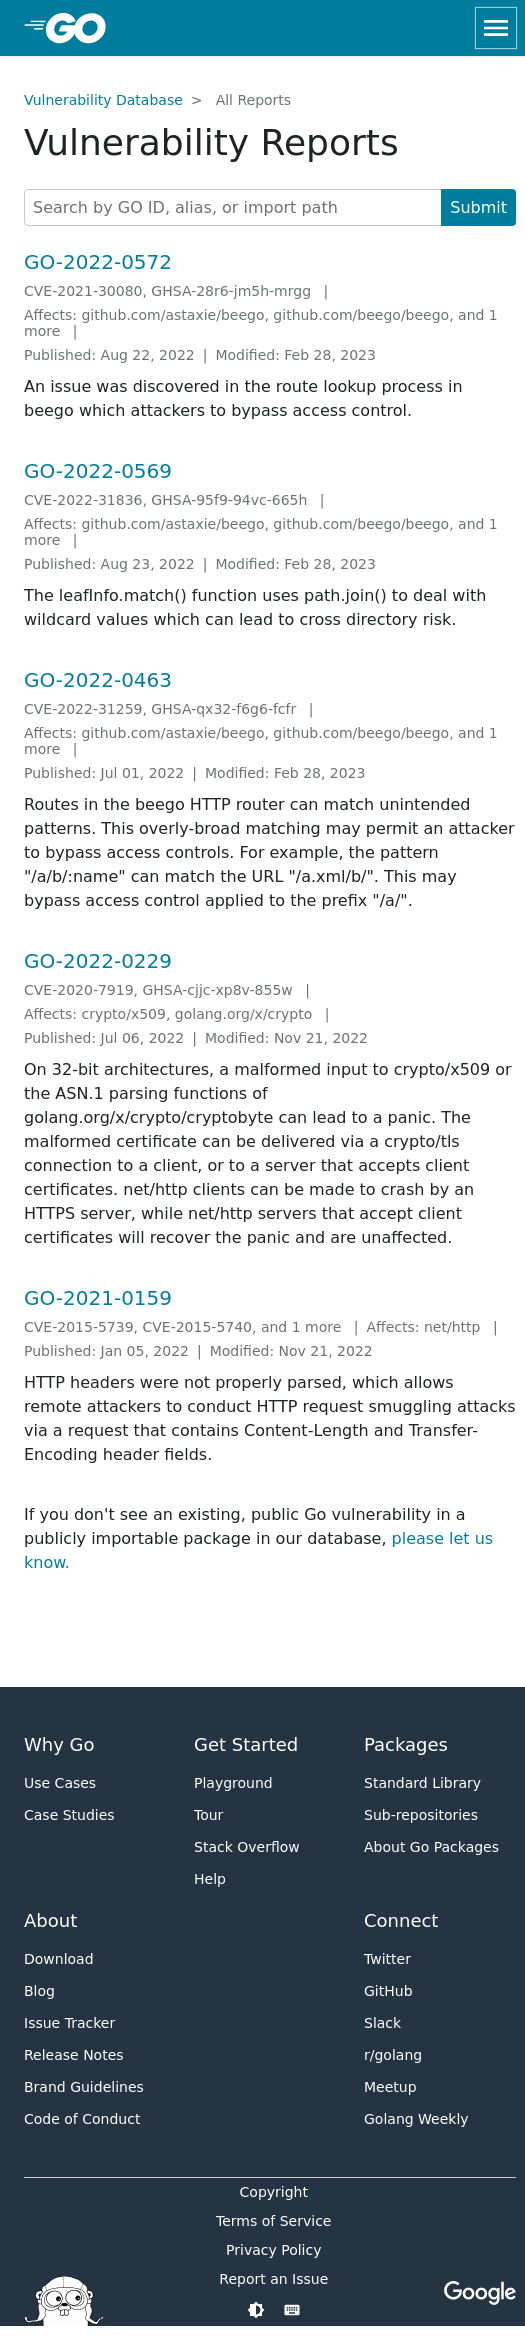 GO
Vulnerability Database > All Reports
Vulnerability Reports
Search by GO ID, alias, or import path Submit
GO-2022-0572
CVE-2021-30080, GHSA-28r6-jm5h-mrgg |
Affects: github.com/astaxie/beego, github.com/beego/beego, and 1
more |
Published: Aug 22, 2022 | Modified: Feb 28, 2023
An issue was discovered in the route lookup process in
beego which attackers to bypass access control.
GO-2022-0569
CVE-2022-31836, GHSA-95f9-94vc-665h |
Affects: github.com/astaxie/beego, github.com/beego/beego, and 1
more |
Published: Aug 23, 2022 | Modified: Feb 28, 2023
The leafInfo.match() function uses path.join() to deal with
wildcard values which can lead to cross directory risk.
GO-2022-0463
CVE-2022-31259, GHSA-qx32-f6g6-fcfr |
Affects: github.com/astaxie/beego, github.com/beego/beego, and 1
more |
Published: Jul 01, 2022 | Modified: Feb 28, 2023
Routes in the beego HTTP router can match unintended
patterns. This overly-broad matching may permit an attacker
to bypass access controls. For example, the pattern
"/a/b/:name" can match the URL "/a.xml/b/". This may
bypass access control applied to the prefix "/a/".
GO-2022-0229
CVE-2020-7919, GHSA-cjjc-xp8v-855w |
Affects: crypto/x509, golang.org/x/crypto |
Published: Jul 06, 2022 | Modified: Nov 21, 2022
On 32-bit architectures, a malformed input to crypto/x509 or
the ASN.1 parsing functions of
golang.org/x/crypto/cryptobyte can lead to a panic. The
malformed certificate can be delivered via a crypto/tls
connection to a client, or to a server that accepts client
certificates. net/http clients can be made to crash by an
HTTPS server, while net/http servers that accept client
certificates will recover the panic and are unaffected.
GO-2021-0159
CVE-2015-5739, CVE-2015-5740, and 1 more | Affects: net/http |
Published: Jan 05, 2022 | Modified: Nov 21, 2022
HTTP headers were not properly parsed, which allows
remote attackers to conduct HTTP request smuggling attacks
via a request that contains Content-Length and Transfer-
Encoding header fields.
If you don't see an existing, public Go vulnerability in a
publicly importable package in our database, please let us
know.
Why Go
Use Cases
Case Studies
Get Started
Playground
Tour
Stack Overflow
Help
Packages
Standard Library
Sub-repositories
About Go Packages
About
Download
Blog
Issue Tracker
Release Notes
Brand Guidelines
Code of Conduct
Connect
Twitter
GitHub
Slack
r/golang
Meetup
Golang Weekly
Copyright
Terms of Service
Privacy Policy
Report an Issue
Google